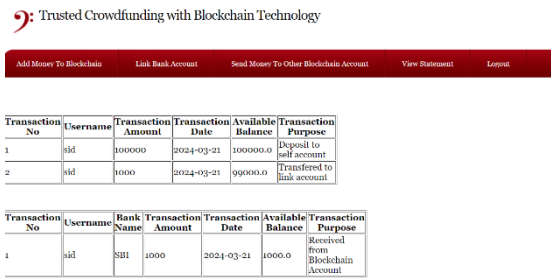 Trusted Crowdfunding with Blockchain Technology
Add Money To Blockchain Link Bank Account Send Money To Other Blockchain Account View Statement Logout
Transaction No Username Transaction Amount Transaction Date Available Balance Transaction Purpose
1 sid 100000 2024-03-21 100000.0 Deposit to self account
2 sid 1000 2024-03-21 99000.0 Transfered to link account
Transaction No Username Bank Name Transaction Amount Transaction Date Available Balance Transaction Purpose
1 sid SBI 1000 2024-03-21 1000.0 Received from Blockchain Account